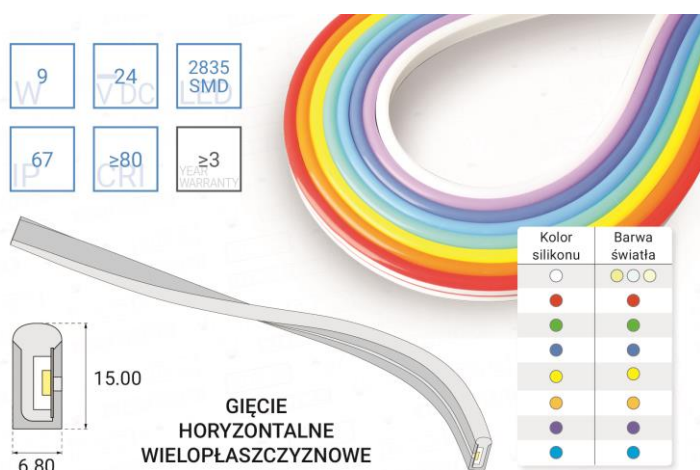 9
W
24
V DC
2835
SMD
LED
67
IP
≥80
CRI
≥3
YEAR
WARRANTY
Kolor
silikonu
Barwa
światła
15.00
6.80
GIĘCIE
HORYZONTALNE
WIELOPŁASZCZYZNOWE